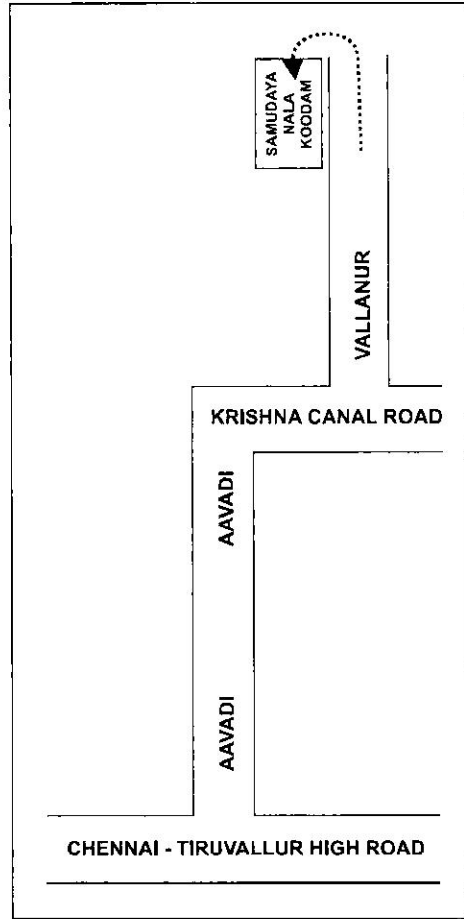 SAMUDAYA
NALA
KOODAM
VALLANUR
KRISHNA CANAL ROAD
AAVADI
AAVADI
CHENNAI - TIRUVALLUR HIGH ROAD